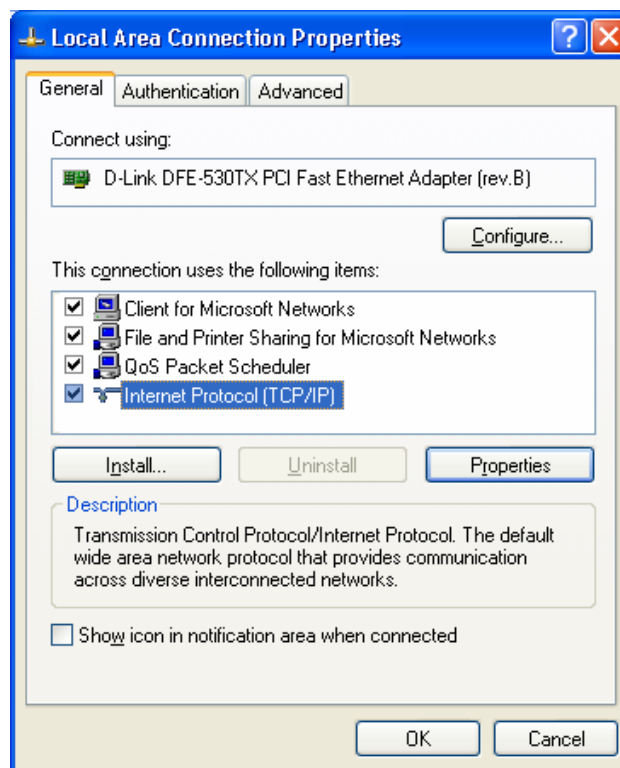 Local Area Connection Properties
General Authentication Advanced
Connect using:
D-Link DFE-530TX PCI Fast Ethernet Adapter (rev.B)
Configure...
This connection uses the following items:
Client for Microsoft Networks
File and Printer Sharing for Microsoft Networks
QoS Packet Scheduler
Internet Protocol (TCP/IP)
Install... Uninstall Properties
Description
Transmission Control Protocol/Internet Protocol. The default
wide area network protocol that provides communication
across diverse interconnected networks.
Show icon in notification area when connected
OK Cancel